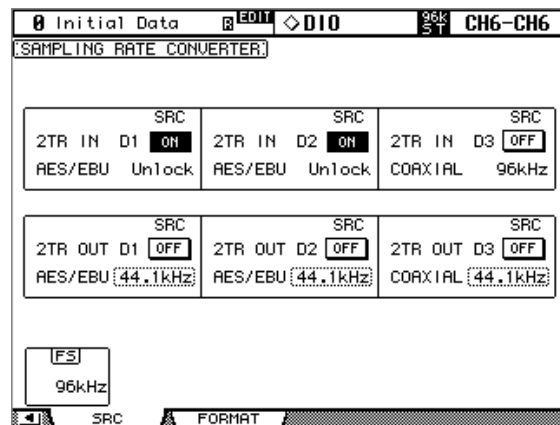 0 Initial Data EDIT ◇DIO 96k ST CH6-CH6
SAMPLING RATE CONVERTER
SRC SRC SRC
2TR IN D1 ON 2TR IN D2 ON 2TR IN D3 OFF
AES/EBU Unlock AES/EBU Unlock COAXIAL 96kHz
SRC SRC SRC
2TR OUT D1 OFF 2TR OUT D2 OFF 2TR OUT D3 OFF
AES/EBU 44.1kHz AES/EBU 44.1kHz COAXIAL 44.1kHz
FS
96kHz
SRC FORMAT